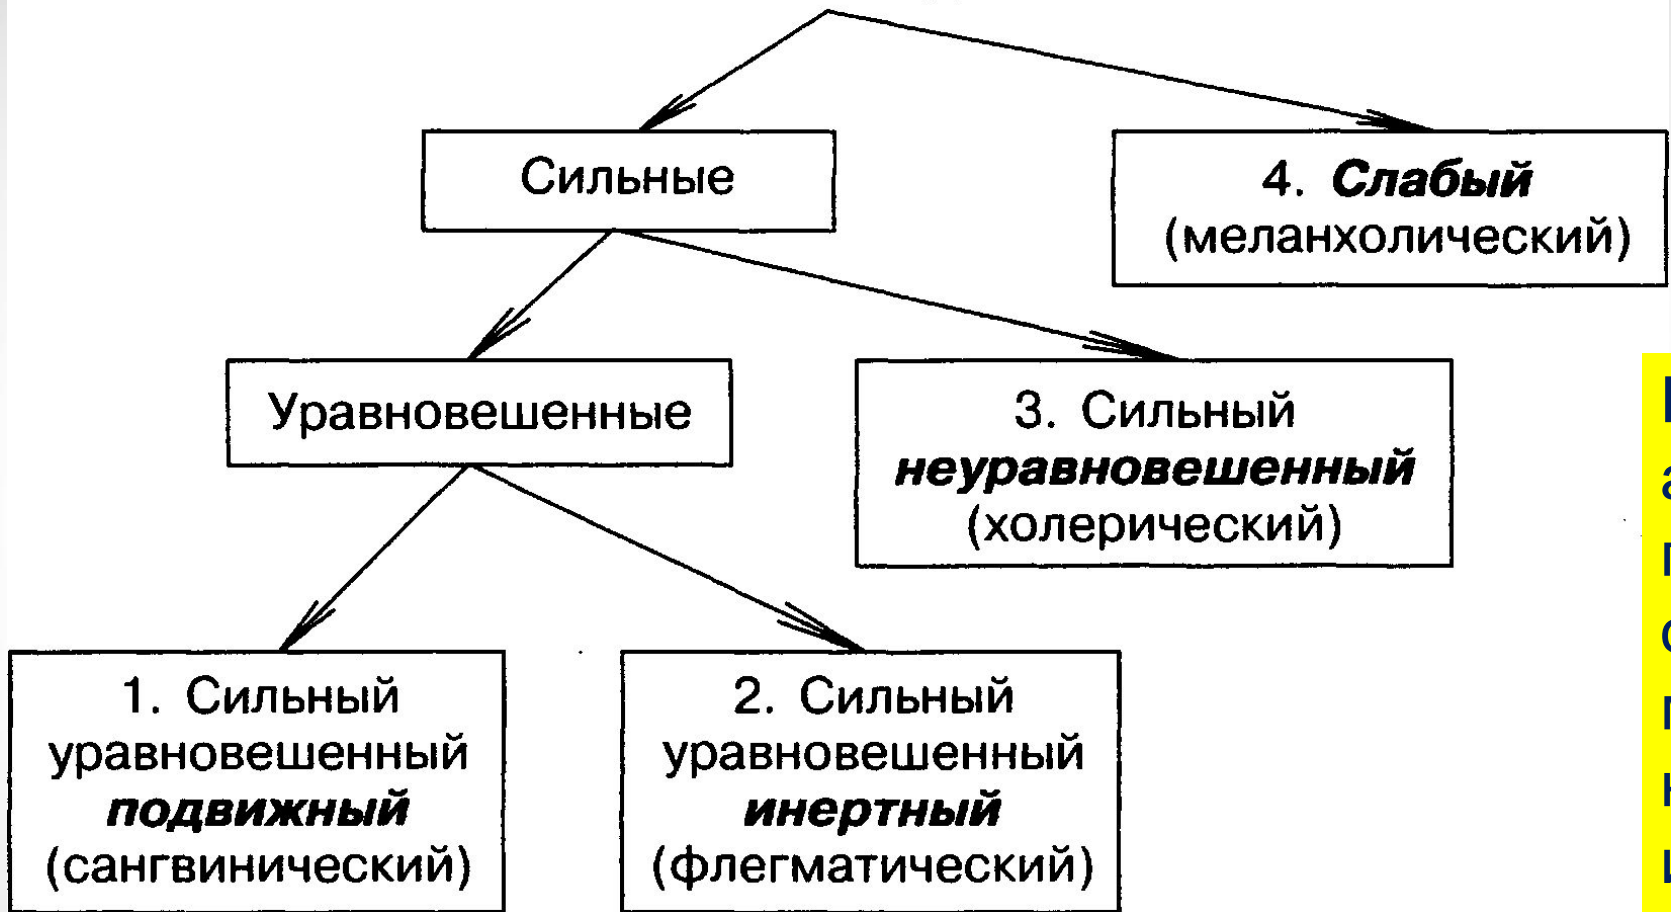 Сильные
4. Слабый
(меланхолический)
Уравновешенные
3. Сильный
неуравновешенный
(холерический)
1. Сильный
уравновешенный
подвижный
(сангвинический)
2. Сильный
уравновешенный
инертный
(флегматический)